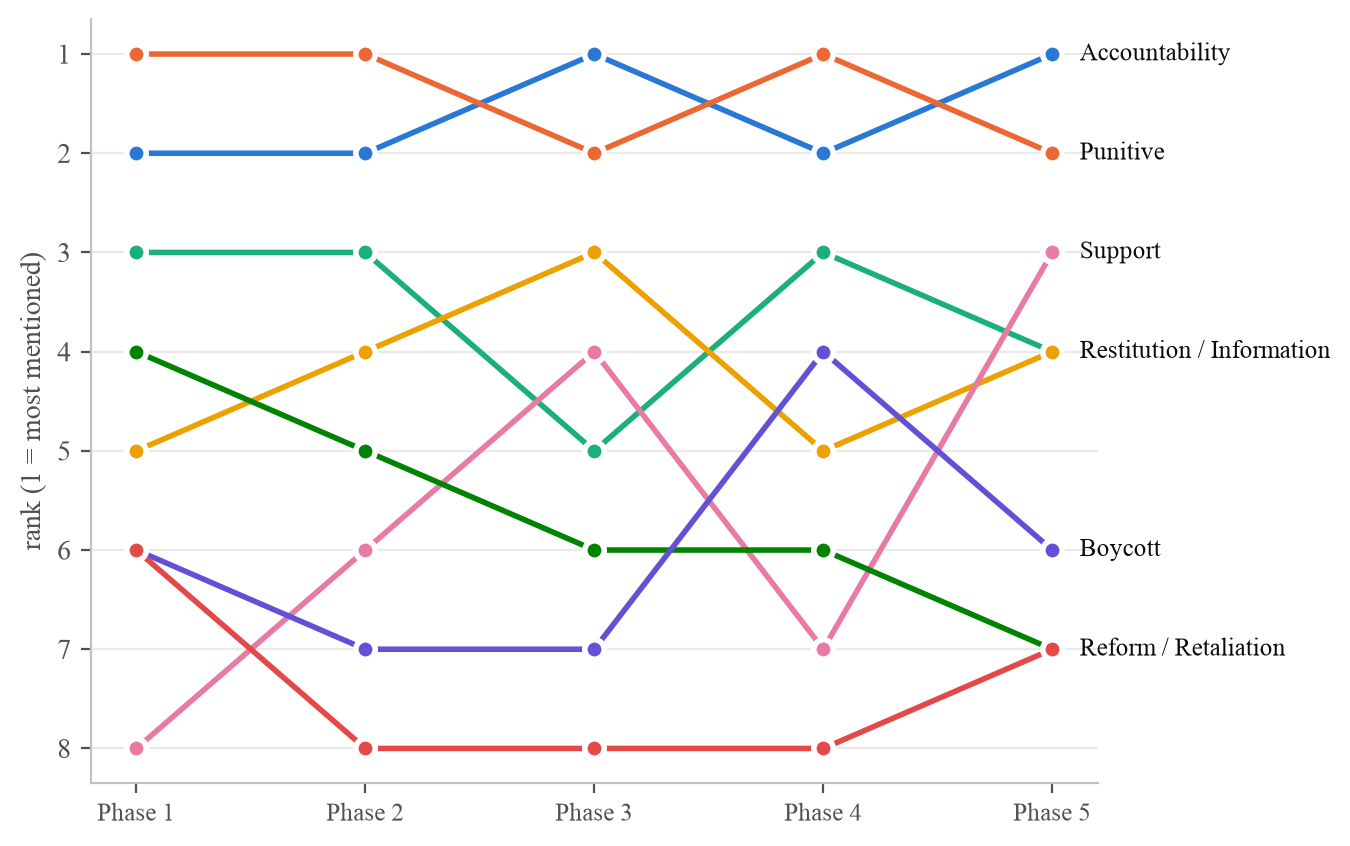 rank (1 = most mentioned)
1
2
3
4
5
6
7
8
Accountability
Punitive
Support
Restitution / Information
Boycott
Reform / Retaliation
Phase 1
Phase 2
Phase 3
Phase 4
Phase 5